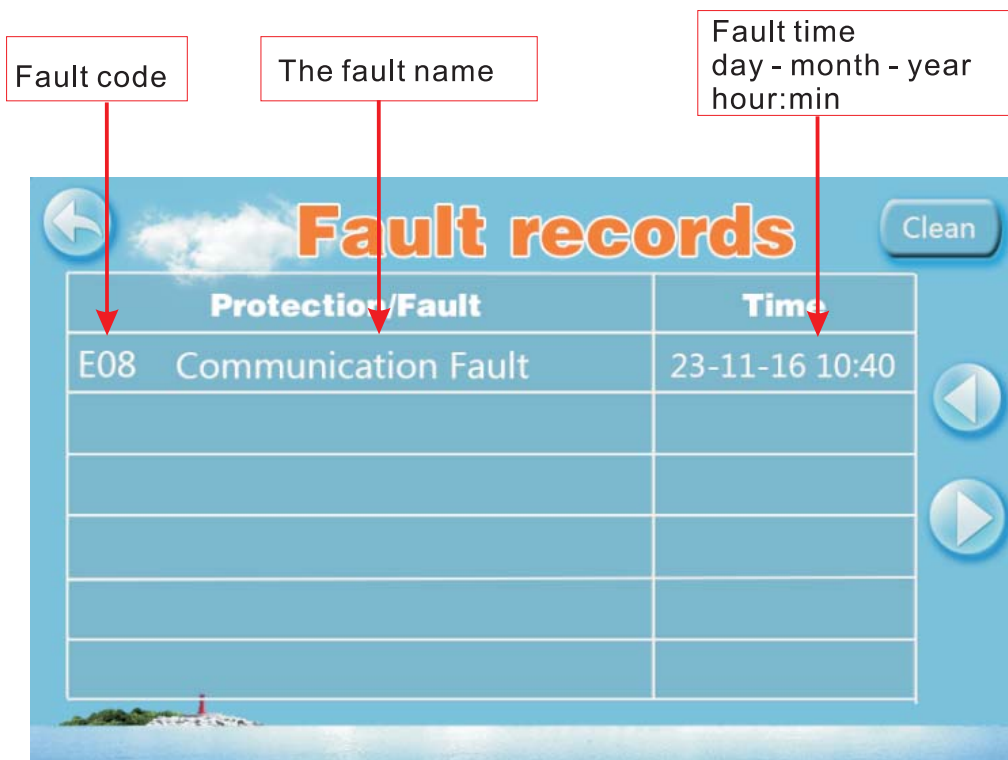 Fault code
The fault name
Fault time
day - month - year
hour:min
Fault records
Clean
Protection/Fault
Time
E08 Communication Fault
23-11-16 10:40